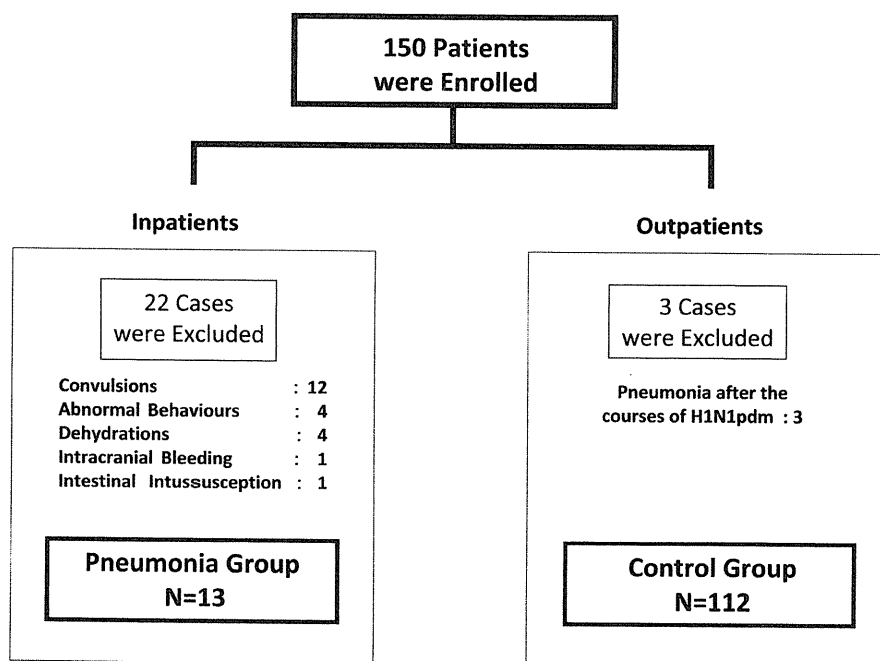 150 Patients
were Enrolled
Inpatients
22 Cases
were Excluded
Convulsions : 12
Abnormal Behaviours : 4
Dehydrations : 4
Intracranial Bleeding : 1
Intestinal Intussusception : 1
Pneumonia Group
N=13
Outpatients
3 Cases
were Excluded
Pneumonia after the
courses of H1N1pdm : 3
Control Group
N=112